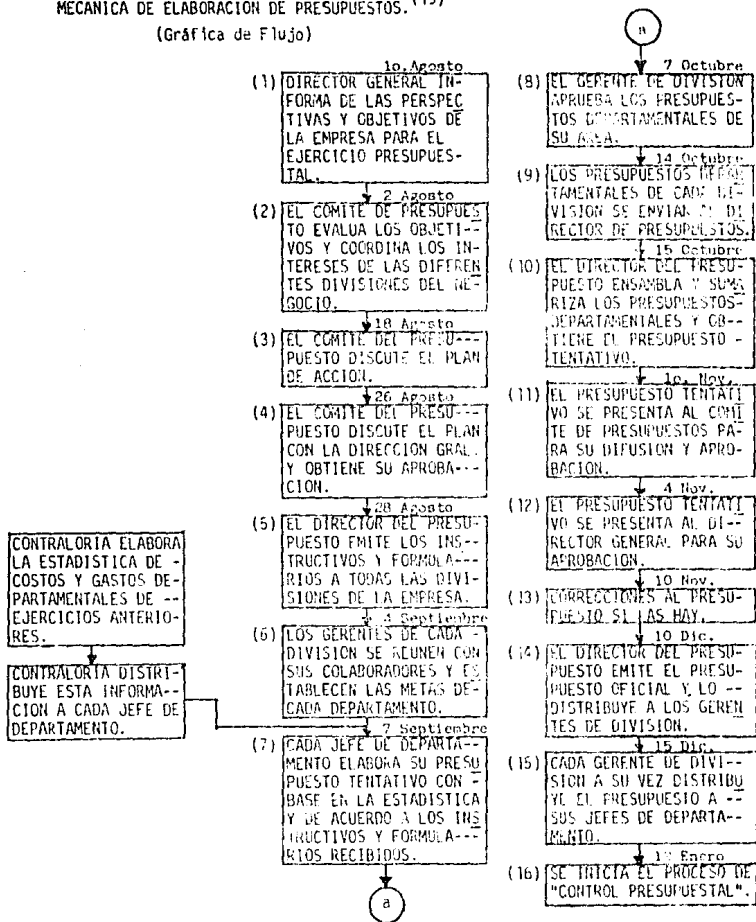 MECANICA DE ELABORACION DE PRESUPUESTOS.
(Gráfica de Flujo)
1o. Agosto
(1) DIRECTOR GENERAL IN-
FORMA DE LAS PERSPEC
TIVAS Y OBJETIVOS DE
LA EMPRESA PARA EL
EJERCICIO PRESUPUES-
TAL.
2 Agosto
(2) EL COMITE DE PRESUPUES
TO EVALUA LOS OBJETI--
VOS Y COORDINA LOS IN-
TERESES DE LAS DIFEREN
TES DIVISIONES DEL NE-
GOCIO.
18 Agosto
(3) EL COMITE DEL PRESU---
PUESTO DISCUTE EL PLAN
DE ACCION.
26 Agosto
(4) EL COMITE DEL PRESU---
PUESTO DISCUTE EL PLAN
CON LA DIRECCION GRAL.
Y OBTIENE SU APROBA---
CION.
28 Agosto
(5) EL DIRECTOR DEL PRESU-
PUESTO EMITE LOS INS--
TRUCTIVOS Y FORMULA---
RIOS A TODAS LAS DIVI-
SIONES DE LA EMPRESA.
4 Septiembre
(6) LOS GERENTES DE CADA -
DIVISION SE REUNEN CON
SUS COLABORADORES Y ES
TABLECEN LAS METAS DE-
CADA DEPARTAMENTO.
CONTRALORIA ELABORA
LA ESTADISTICA DE -
COSTOS Y GASTOS DE-
PARTAMENTALES DE --
EJERCICIOS ANTERIO-
RES.
CONTRALORIA DISTRI-
BUYE ESTA INFORMA--
CION A CADA JEFE DE
DEPARTAMENTO.
7 Septiembre
(7) CADA JEFE DE DEPARTA--
MENTO ELABORA SU PRESU
PUESTO TENTATIVO CON -
BASE EN LA ESTADISTICA
Y DE ACUERDO A LOS INS
TRUCTIVOS Y FORMULA---
RIOS RECIBIDOS.
a
a
7 Octubre
(8) EL GERENTE DE DIVISION
APRUEBA LOS PRESUPUES-
TOS DEPARTAMENTALES DE
SU AREA.
14 Octubre
(9) LOS PRESUPUESTOS DEPAR
TAMENTALES DE CADA DI-
VISION SE ENVIAN AL DI
RECTOR DE PRESUPUESTOS.
15 Octubre
(10) EL DIRECTOR DEL PRESU-
PUESTO ENSAMBLA Y SUMA
RIZA LOS PRESUPUESTOS-
DEPARTAMENTALES Y OB--
TIENE EL PRESUPUESTO -
TENTATIVO.
1o. Nov.
(11) EL PRESUPUESTO TENTATI
VO SE PRESENTA AL COMI
TE DE PRESUPUESTOS PA-
RA SU DIFUSION Y APRO-
BACION.
4 Nov.
(12) EL PRESUPUESTO TENTATI
VO SE PRESENTA AL DI--
RECTOR GENERAL PARA SU
APROBACION.
10 Nov.
(13) CORRECCIONES AL PRESU-
PUESTO SI LAS HAY.
10 Dic.
(14) EL DIRECTOR DEL PRESU-
PUESTO EMITE EL PRESU-
PUESTO OFICIAL Y LO --
DISTRIBUYE A LOS GEREN
TES DE DIVISION.
15 Dic.
(15) CADA GERENTE DE DIVI--
SION A SU VEZ DISTRIBU
YE EL PRESUPUESTO A --
SUS JEFES DE DEPARTA--
MENTO.
Enero
(16) SE INICIA EL PROCESO DE
"CONTROL PRESUPUESTAL".